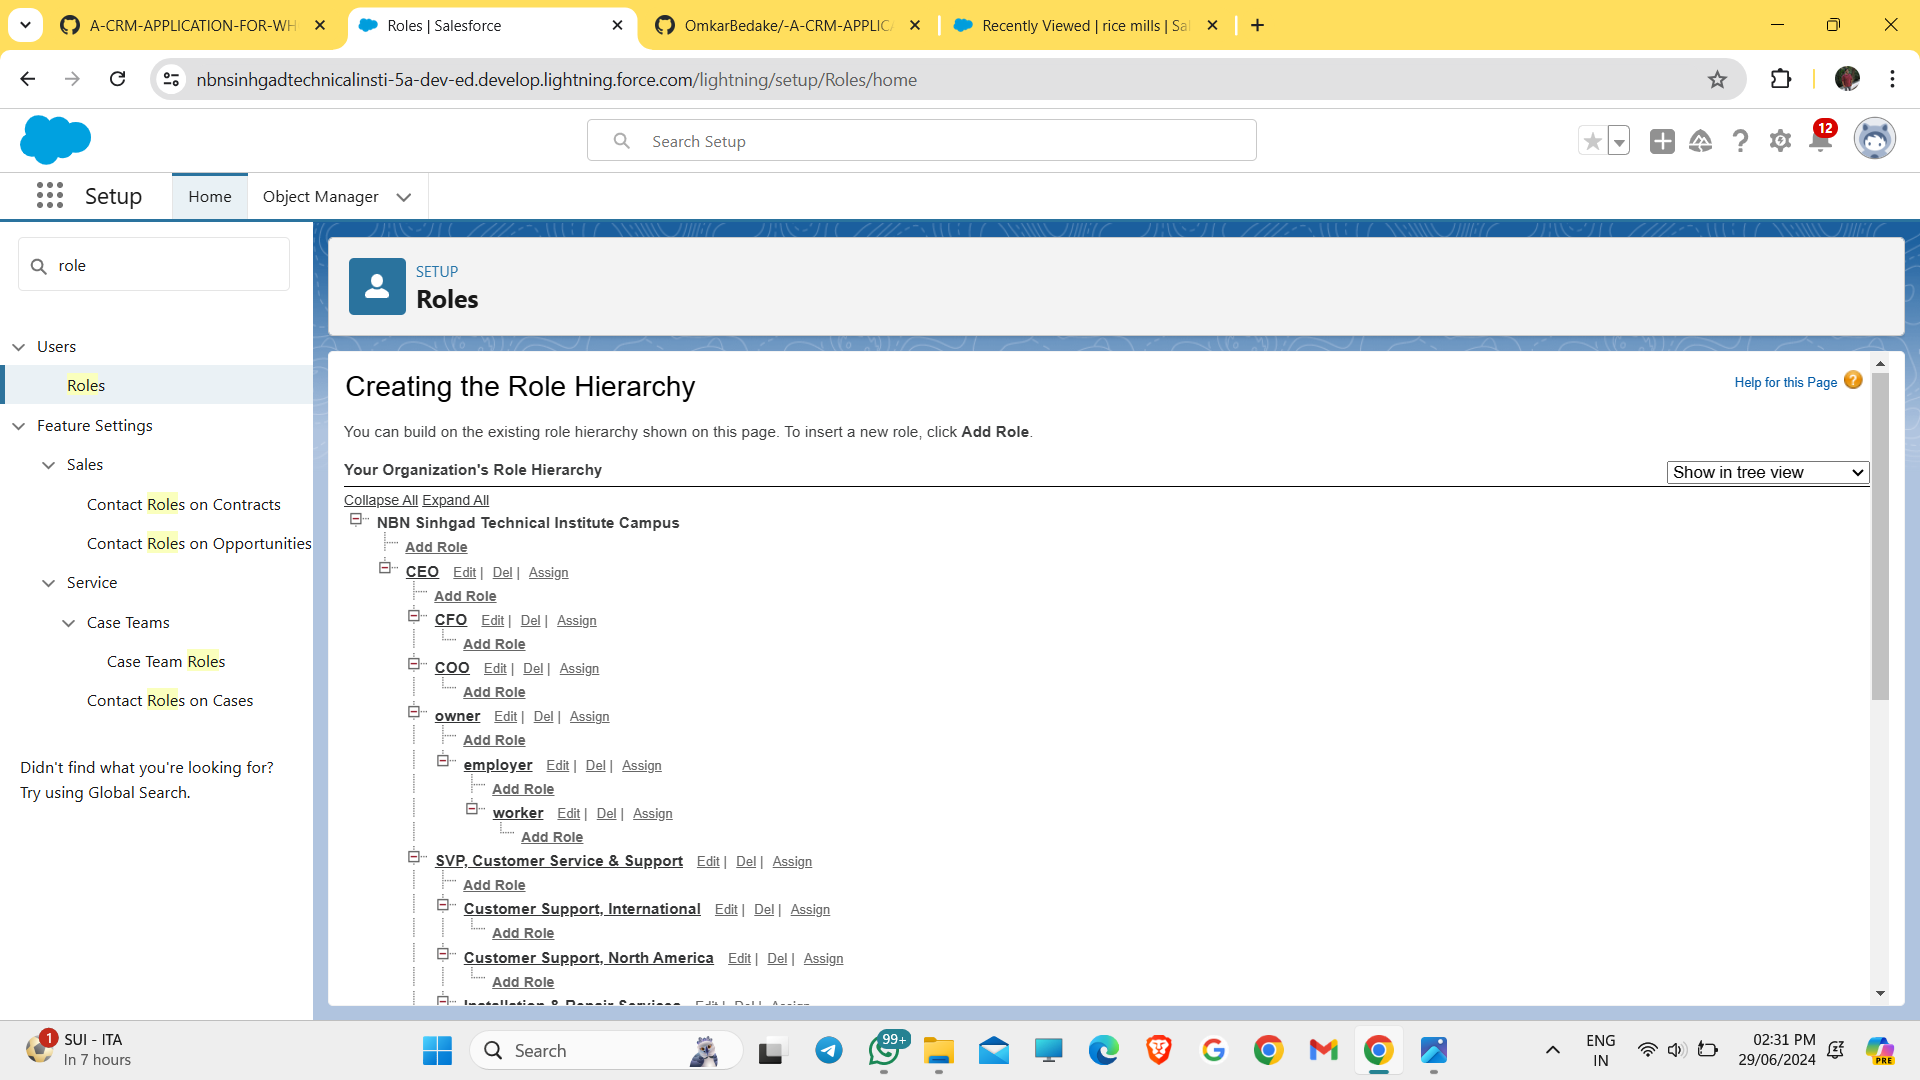 A-CRM-APPLICATION-FOR-WH
Roles | Salesforce
OmkarBedake/-A-CRM-APPLIC
Recently Viewed | rice mills | Sa
nbnsinhgadtechnicalinsti-5a-dev-ed.develop.lightning.force.com/lightning/setup/Roles/home
Search Setup
12
Setup
Home
Object Manager
role
Users
Roles
Feature Settings
Sales
Contact Roles on Contracts
Contact Roles on Opportunities
Service
Case Teams
Case Team Roles
Contact Roles on Cases
Didn't find what you're looking for?
Try using Global Search.
SETUP
Roles
Creating the Role Hierarchy
Help for this Page
You can build on the existing role hierarchy shown on this page. To insert a new role, click Add Role.
Your Organization's Role Hierarchy
Show in tree view
Collapse All Expand All
NBN Sinhgad Technical Institute Campus
Add Role
CEO Edit | Del | Assign
Add Role
CFO Edit | Del | Assign
Add Role
COO Edit | Del | Assign
Add Role
owner Edit | Del | Assign
Add Role
employer Edit | Del | Assign
Add Role
worker Edit | Del | Assign
Add Role
SVP, Customer Service & Support Edit | Del | Assign
Add Role
Customer Support, International Edit | Del | Assign
Add Role
Customer Support, North America Edit | Del | Assign
Add Role
Installation & Repair Services Edit | Del | Assign
1
SUI - ITA
In 7 hours
Search
99+
ENG
IN
02:31 PM
29/06/2024
PRE